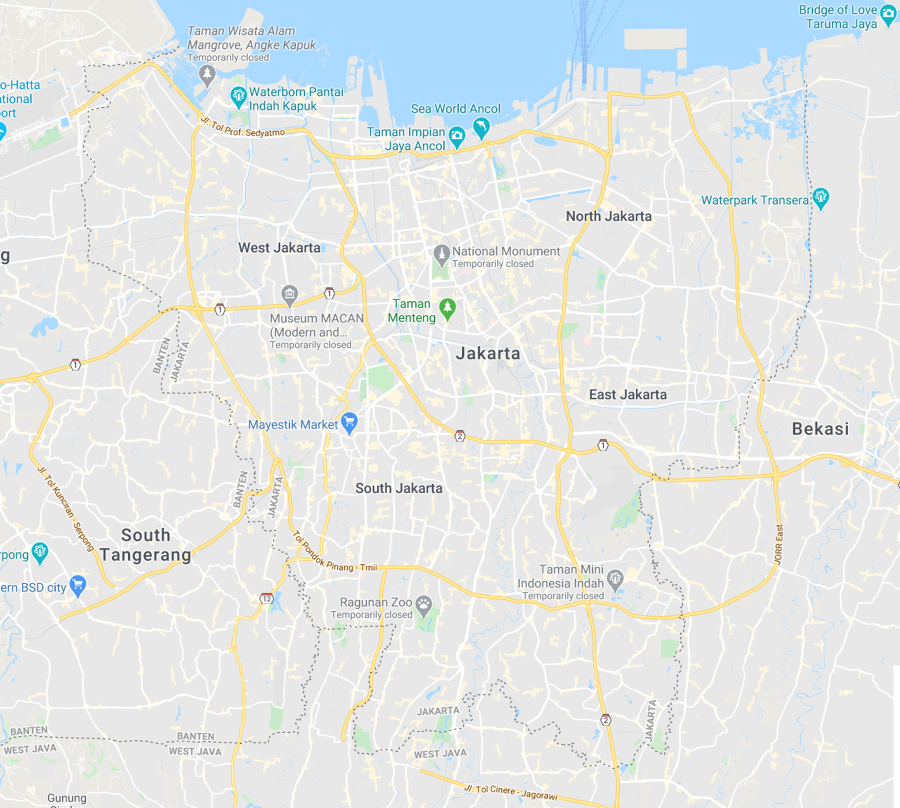 Bridge of Love
Taruma Jaya
Taman Wisata Alam
Mangrove, Angke Kapuk
Temporarily closed
o-Hatta
ational
port
Waterbom Pantai
Indah Kapuk
Sea World Ancol
Jl. Tol Prof. Sedyatmo
Taman Impian
Jaya Ancol
Waterpark Transera
North Jakarta
West Jakarta
g
National Monument
Temporarily closed
1
1
Museum MACAN
(Modern and...
Temporarily closed
Taman
Menteng
BANTEN
JAKARTA
Jakarta
1
East Jakarta
Mayestik Market
2
1
Bekasi
Jl. Tol Kunciran - Serpong
BANTEN
JAKARTA
South Jakarta
South
Tangerang
JORR East
Jl. Tol Pondok Pinang - Tmii
rpong
ern BSD city
Taman Mini
Indonesia Indah
Temporarily closed
12
Ragunan Zoo
Temporarily closed
JAKARTA
JAKARTA
2
BANTEN
WEST JAVA
BANTEN
WEST JAVA
WEST JAVA
Jl. Tol Cinere - Jagorawi
Gunung